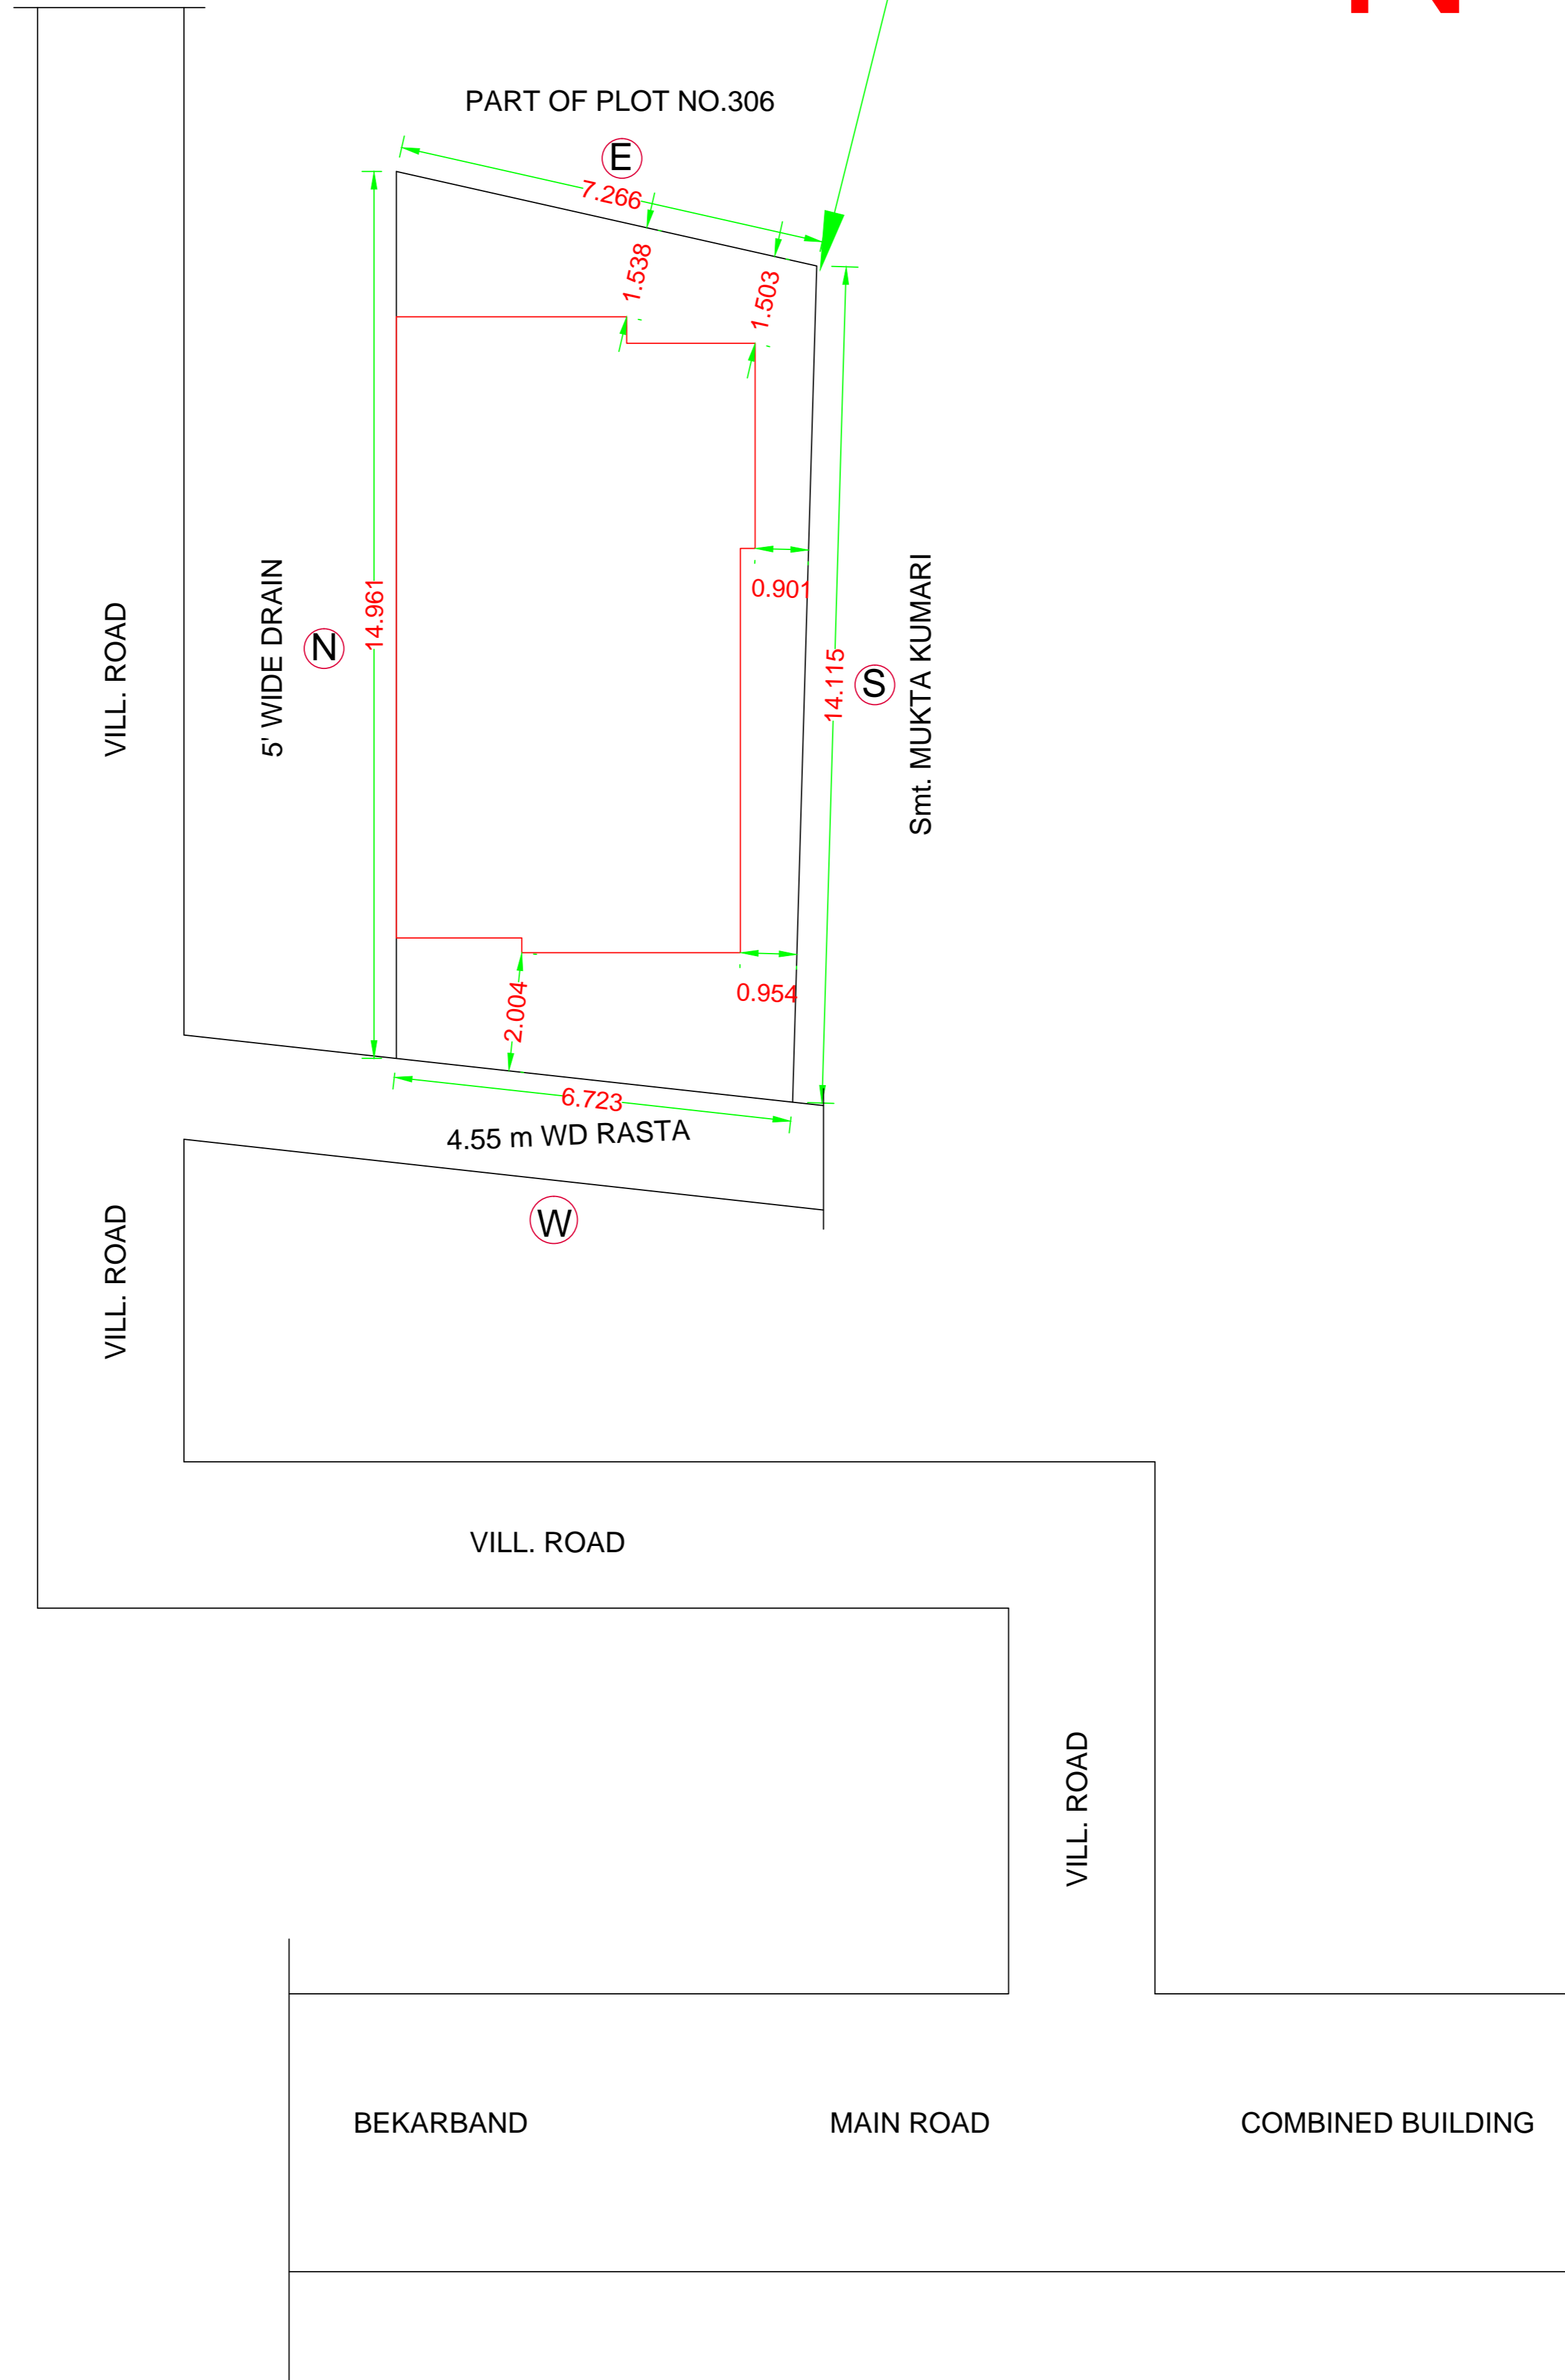 PART OF PLOT NO.306
E
7.266
1.538
1.503
14.961
N
5' WIDE DRAIN
VILL. ROAD
0.901
14.115
S
Smt. MUKTA KUMARI
0.954
2.004
6.723
4.55 m WD RASTA
W
VILL. ROAD
VILL. ROAD
VILL. ROAD
BEKARBAND
MAIN ROAD
COMBINED BUILDING